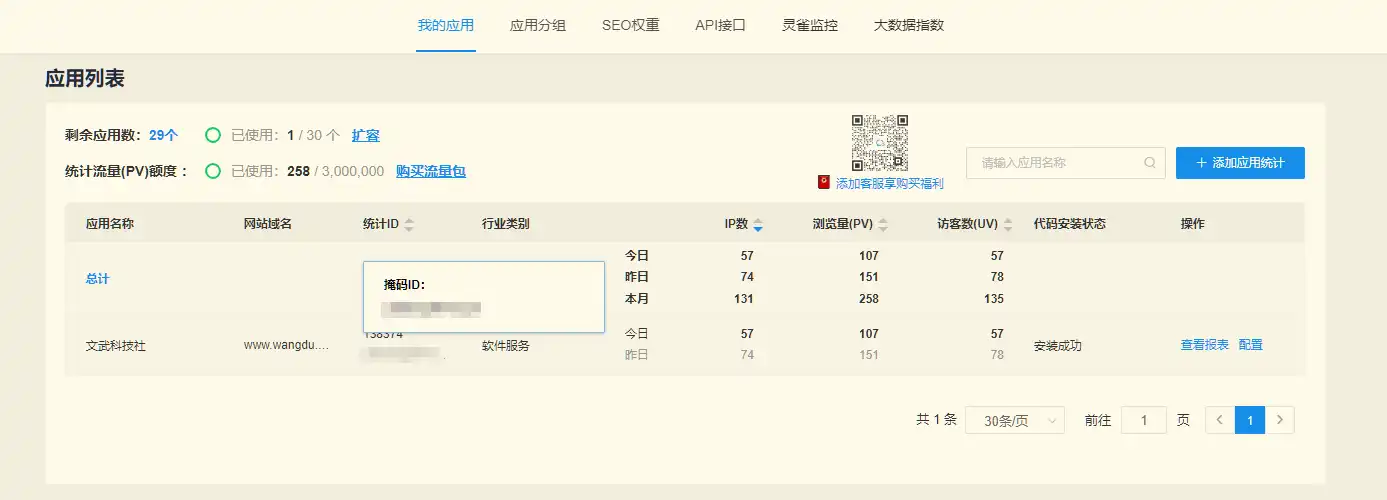 我的应用 应用分组 SEO权重 API接口 灵雀监控 大数据指数
应用列表
剩余应用数: 29个 已使用: 1 / 30 个 扩容
统计流量(PV)额度： 已使用: 258 / 3,000,000 购买流量包
添加客服享购买福利
请输入应用名称
+ 添加应用统计
应用名称 网站域名 统计ID 行业类别 IP数 浏览量(PV) 访客数(UV) 代码安装状态 操作
今日 57 107 57
总计 昨日 74 151 78
本月 131 258 135
掩码ID:
138374
文武科技社 www.wangdu.... 软件服务 今日 57 107 57 安装成功 查看报表 配置
昨日 74 151 78
共 1 条 30条/页 前往 1 页 1